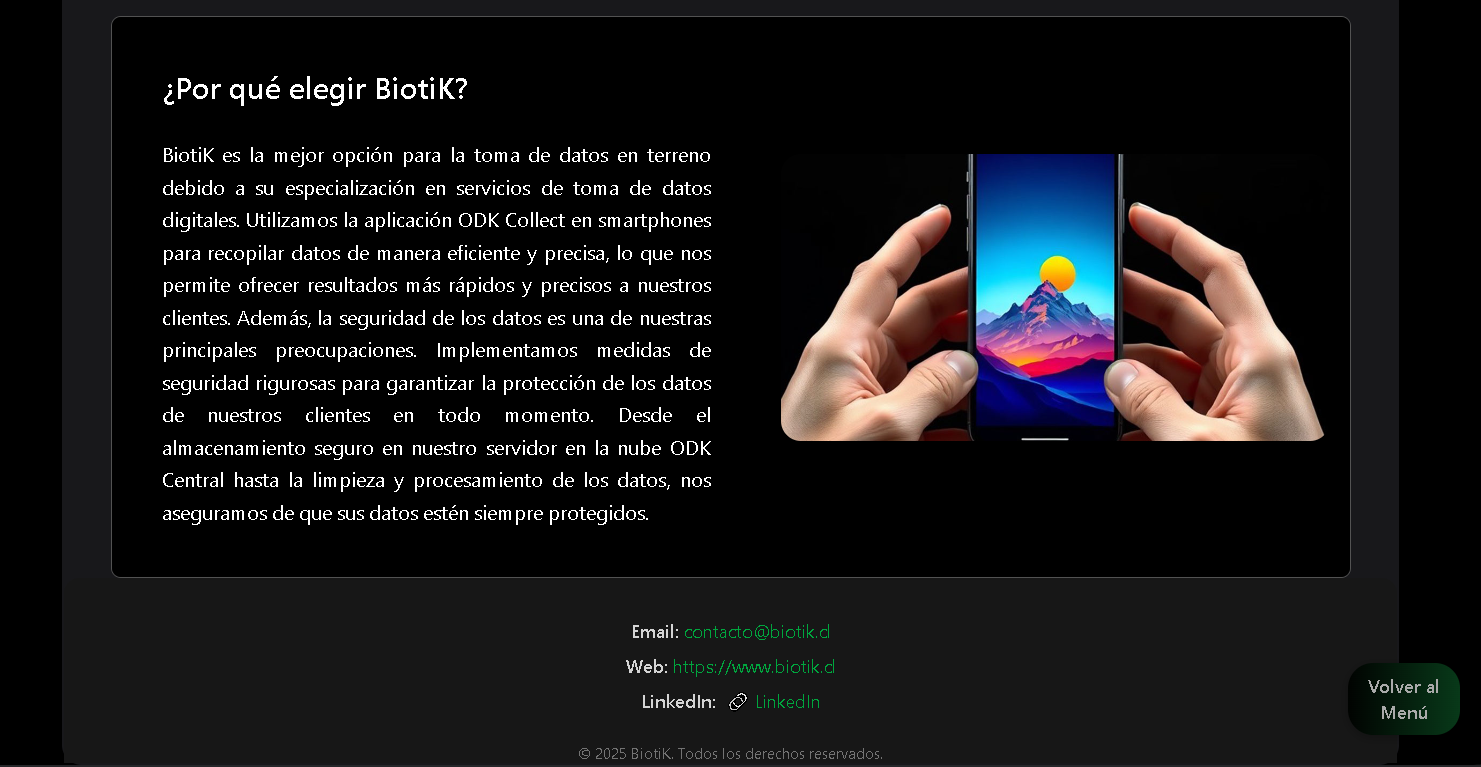 ¿Por qué elegir BiotiK?
BiotiK es la mejor opción para la toma de datos en terreno
debido a su especialización en servicios de toma de datos
digitales. Utilizamos la aplicación ODK Collect en smartphones
para recopilar datos de manera eficiente y precisa, lo que nos
permite ofrecer resultados más rápidos y precisos a nuestros
clientes. Además, la seguridad de los datos es una de nuestras
principales preocupaciones. Implementamos medidas de
seguridad rigurosas para garantizar la protección de los datos
de nuestros clientes en todo momento. Desde el
almacenamiento seguro en nuestro servidor en la nube ODK
Central hasta la limpieza y procesamiento de los datos, nos
aseguramos de que sus datos estén siempre protegidos.
Email: contacto@biotik.cl
Web: https://www.biotik.cl
LinkedIn: LinkedIn
Volver al
Menú
© 2025 BiotiK. Todos los derechos reservados.